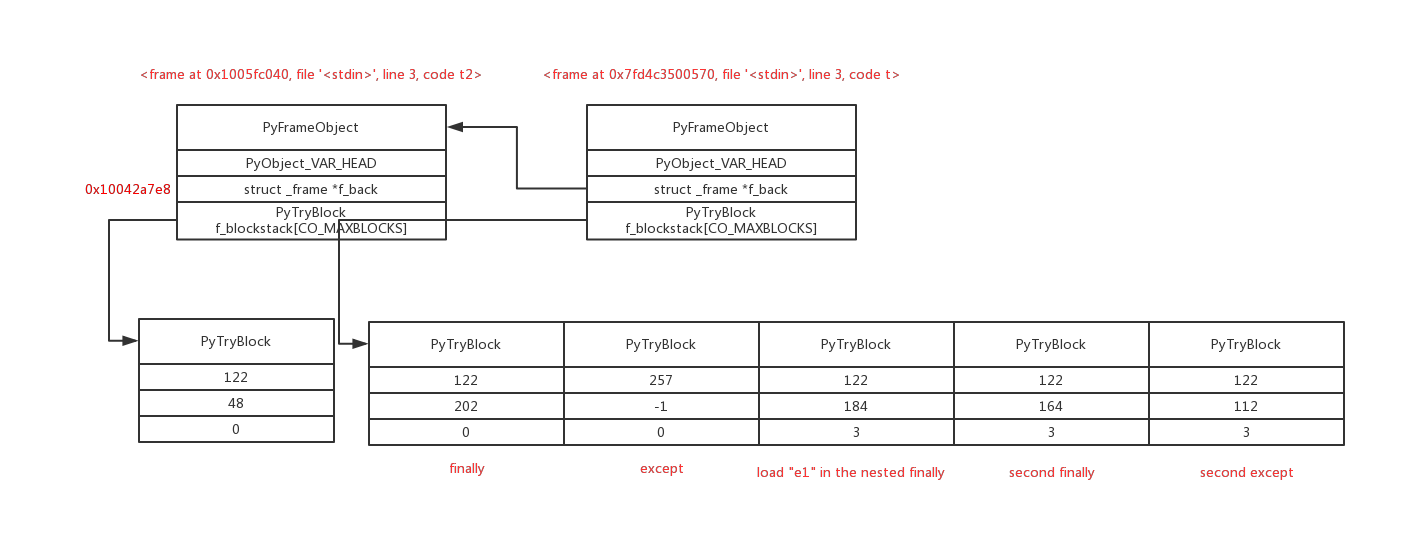 <frame at 0x1005fc040, file '<stdin>', line 3, code t2>
<frame at 0x7fd4c3500570, file '<stdin>', line 3, code t>
PyFrameObject
PyFrameObject
PyObject_VAR_HEAD
PyObject_VAR_HEAD
0x10042a7e8
struct _frame *f_back
struct _frame *f_back
PyTryBlock
f_blockstack[CO_MAXBLOCKS]
PyTryBlock
f_blockstack[CO_MAXBLOCKS]
PyTryBlock
122
48
0
PyTryBlock
PyTryBlock
PyTryBlock
PyTryBlock
PyTryBlock
122
257
122
122
122
202
-1
184
164
112
0
0
3
3
3
finally
except
load "e1" in the nested finally
second finally
second except